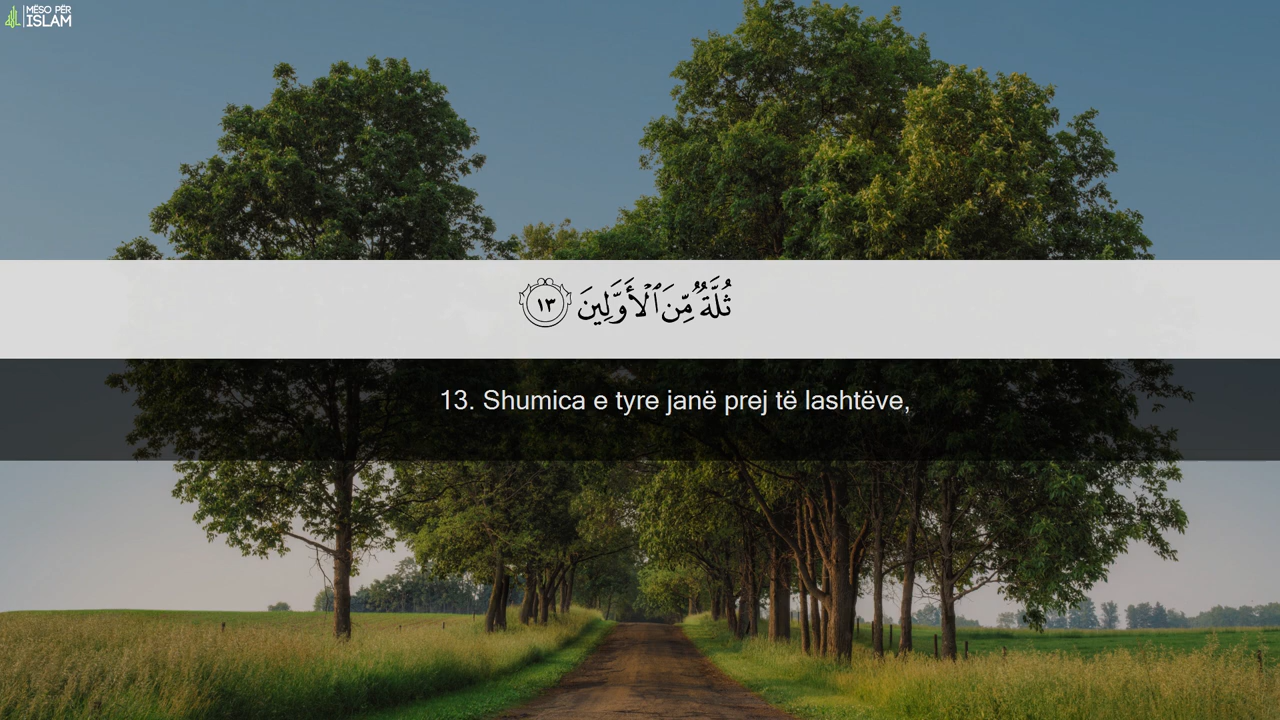 MËSO PËR
ISLAM
ثُلَّةٌ مِّنَ ٱلْأَوَّلِينَ ١٣
13. Shumica e tyre janë prej të lashtëve,